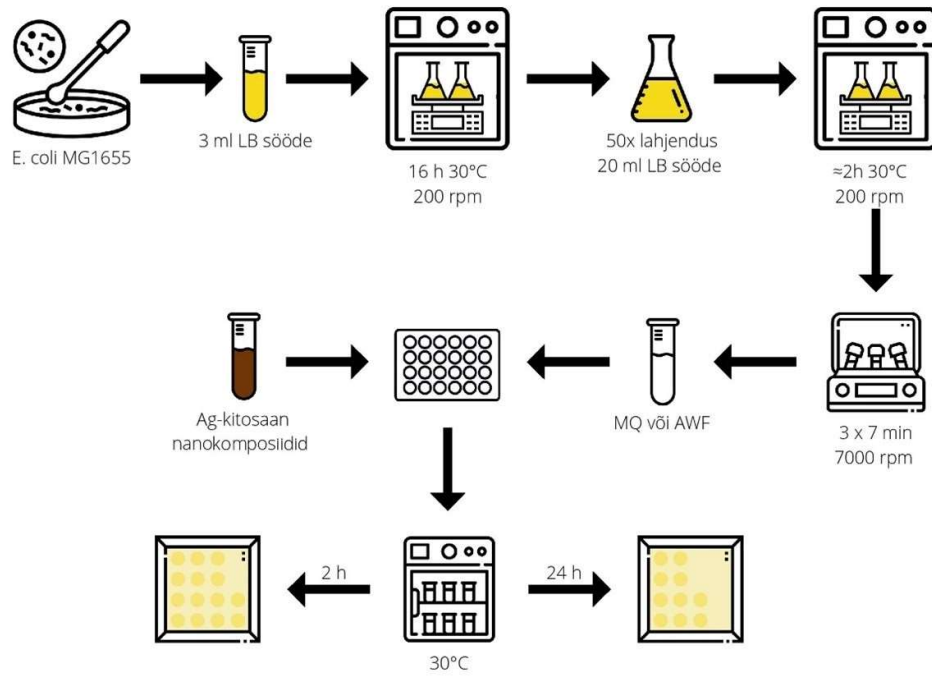 E. coli MG1655
3 ml LB sööde
16 h 30°C
200 rpm
50x lahjendus
20 ml LB sööde
≈2h 30°C
200 rpm
Ag-kitosaan
nanokomposiidid
MQ või AWF
3 x 7 min
7000 rpm
2 h
24 h
30°C